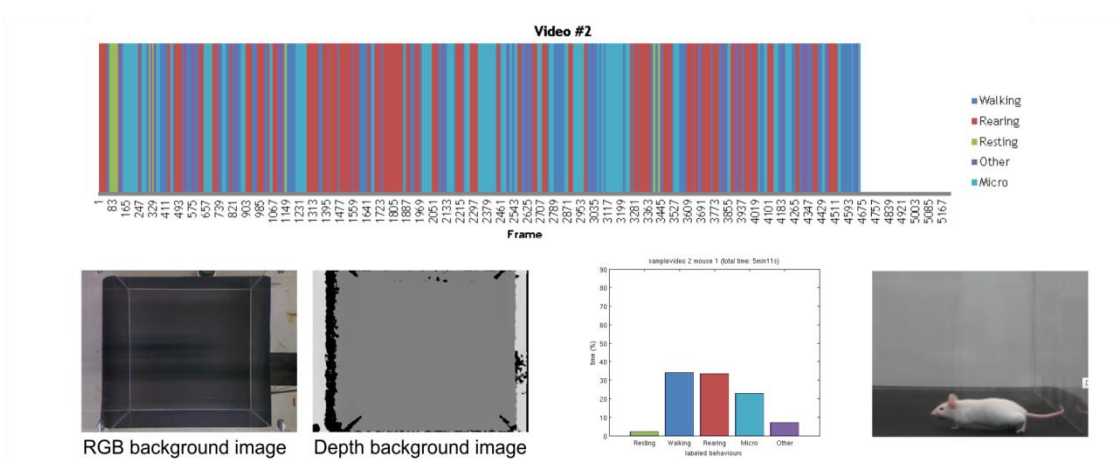 Video #2
Walking
Rearing
Resting
Other
Micro
1 83 165 247 329 411 493 575 657 739 821 903 985 1067 1149 1231 1313 1395 1477 1559 1641 1723 1805 1887 1969 2051 2133 2215 2297 2379 2461 2543 2625 2707 2789 2871 2953 3035 3117 3199 3281 3363 3445 3527 3609 3691 3773 3855 3937 4019 4101 4183 4265 4347 4429 4511 4593 4675 4757 4839 4921 5003 5085 5167
Frame
samplevideo 2 mouse 1 (total time: 5min11s)
90
80
70
60
50
40
30
20
10
0
time (%)
Resting Walking Rearing Micro Other
labeled behaviours
RGB background image
Depth background image